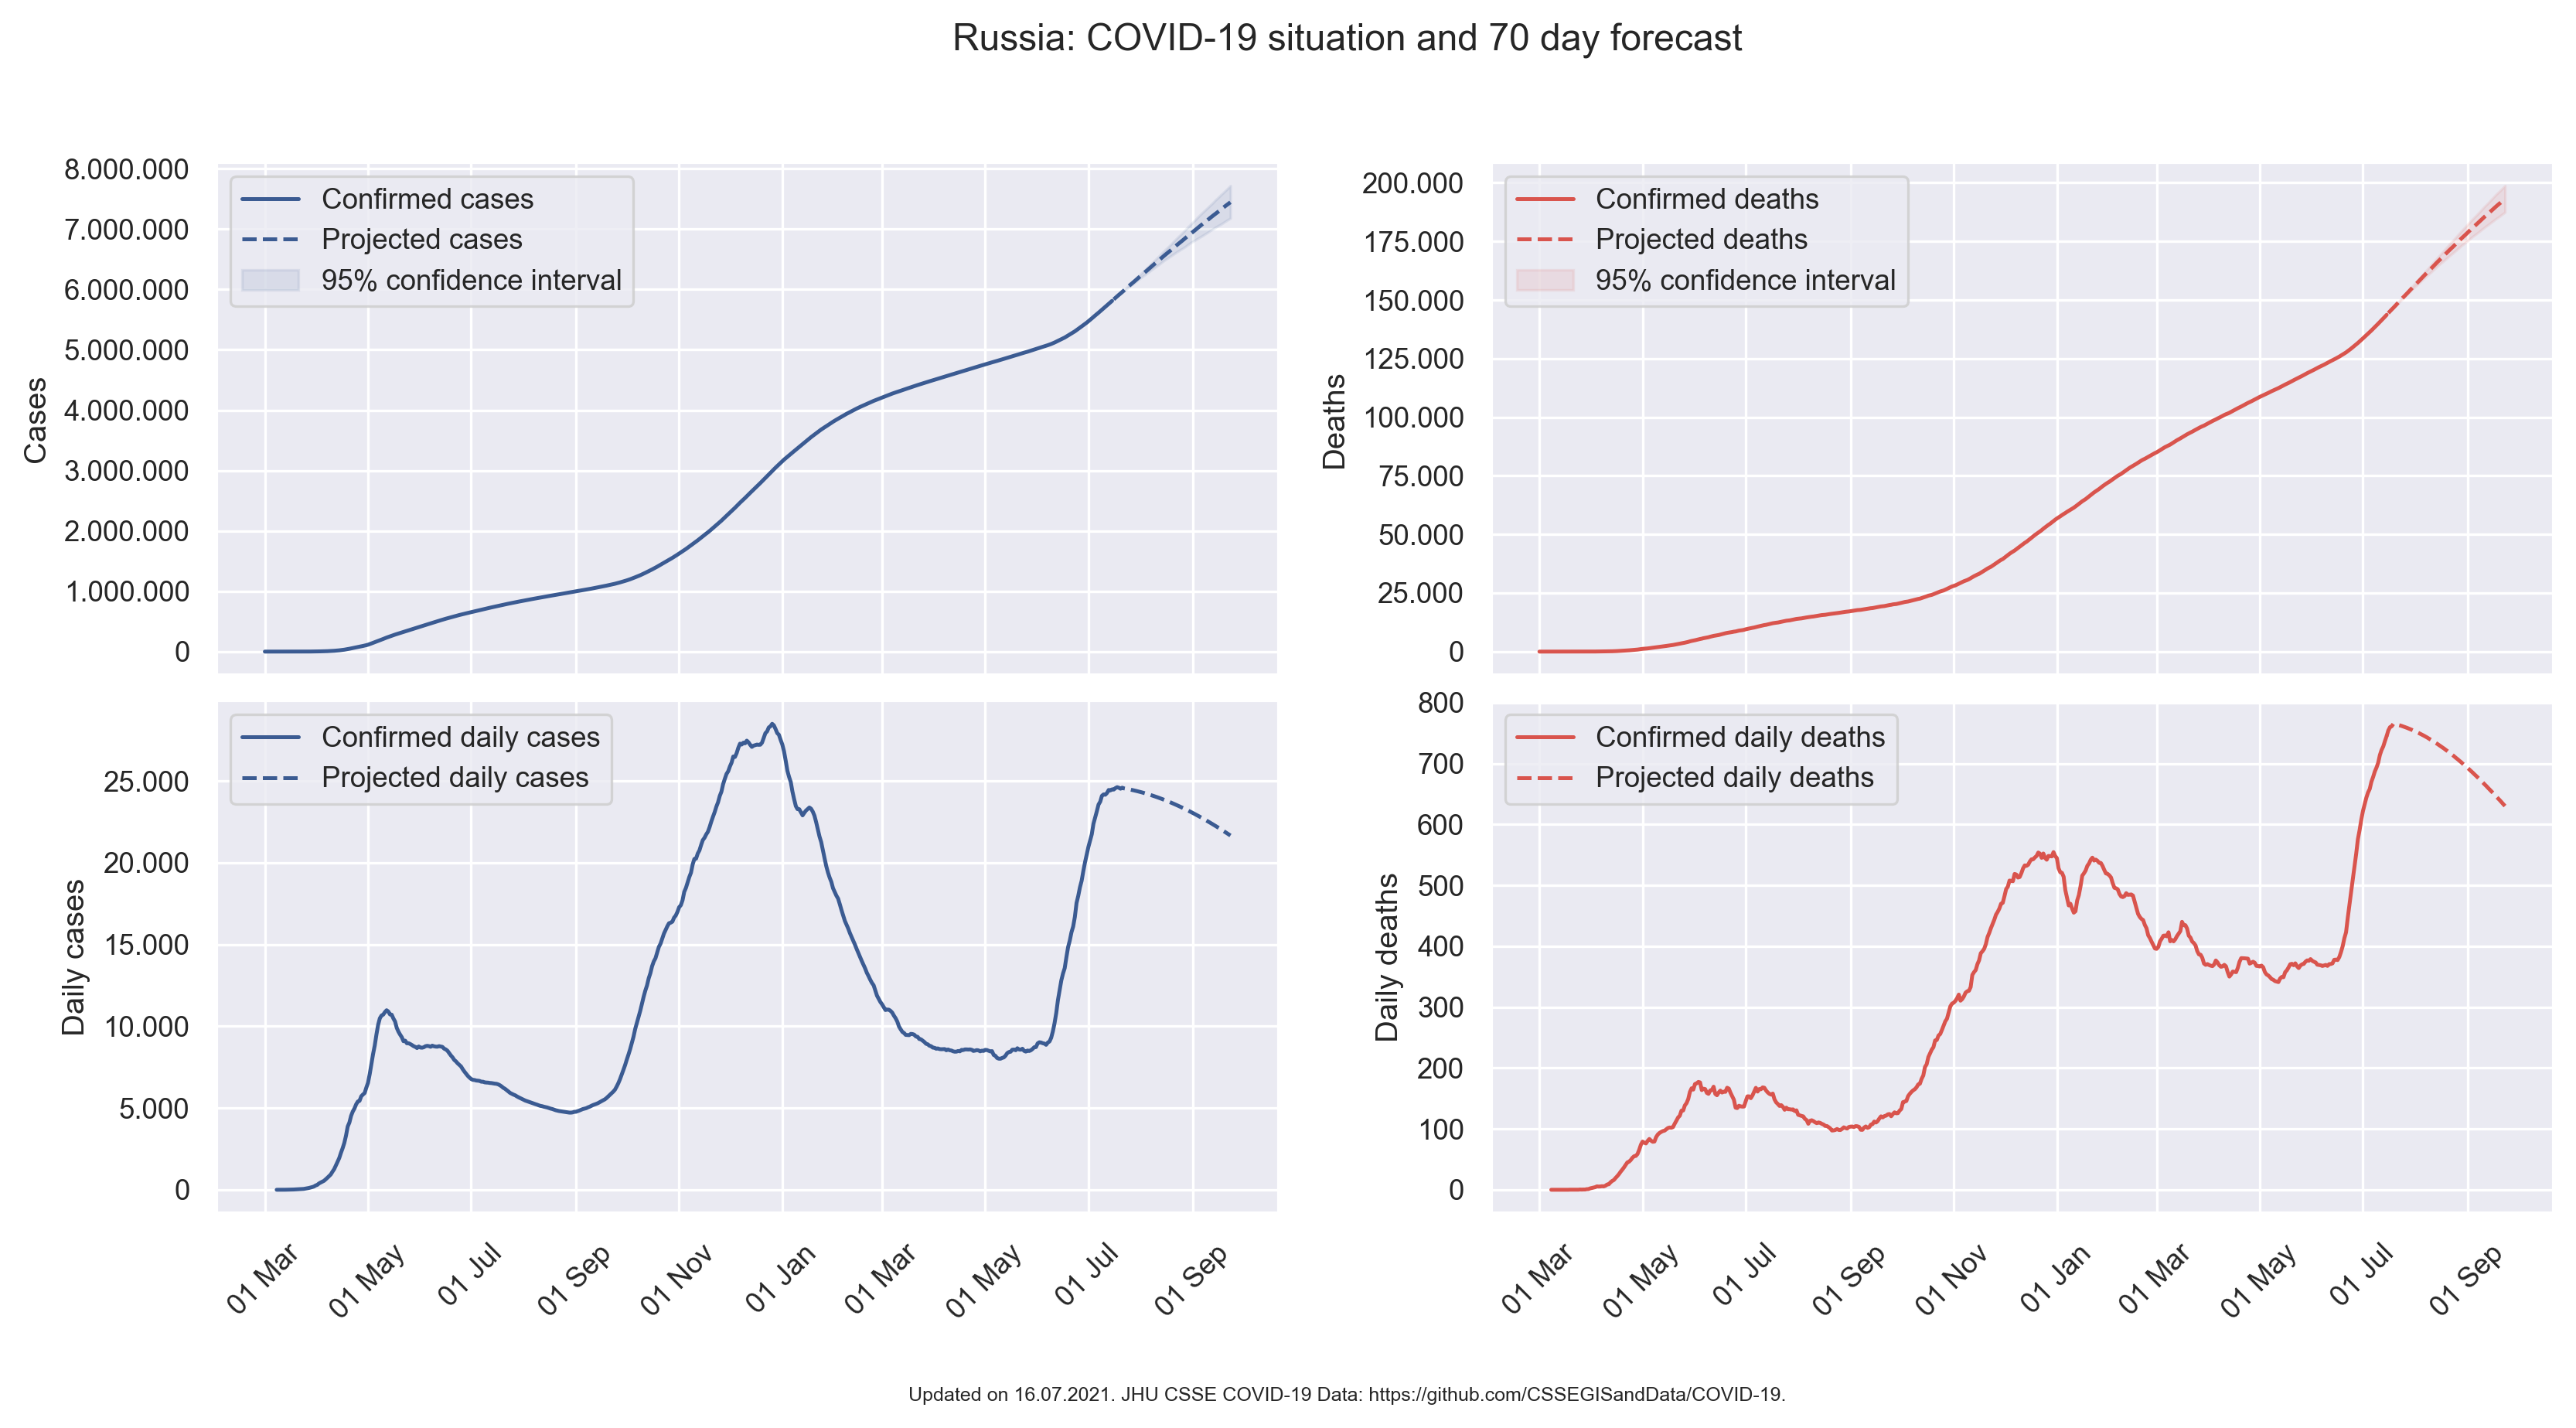 Russia: COVID-19 situation and 70 day forecast
8.000.000
7.000.000
6.000.000
5.000.000
4.000.000
3.000.000
2.000.000
1.000.000
0
Cases
Confirmed cases
Projected cases
95% confidence interval
200.000
175.000
150.000
125.000
100.000
75.000
50.000
25.000
0
Deaths
Confirmed deaths
Projected deaths
95% confidence interval
25.000
20.000
15.000
10.000
5.000
0
Daily cases
Confirmed daily cases
Projected daily cases
01 Mar
01 May
01 Jul
01 Sep
01 Nov
01 Jan
01 Mar
01 May
01 Jul
01 Sep
800
700
600
500
400
300
200
100
0
Daily deaths
Confirmed daily deaths
Projected daily deaths
01 Mar
01 May
01 Jul
01 Sep
01 Nov
01 Jan
01 Mar
01 May
01 Jul
01 Sep
Updated on 16.07.2021. JHU CSSE COVID-19 Data: https://github.com/CSSEGISandData/COVID-19.